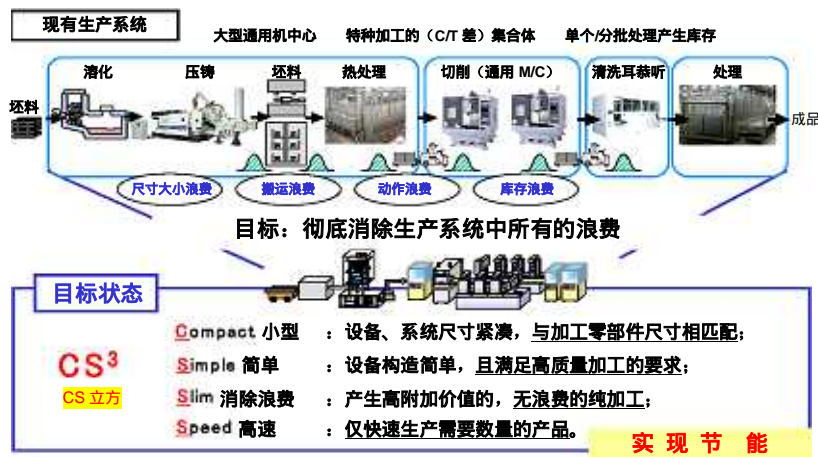 现有生产系统
大型通用机中心 特种加工的（C/T 差）集合体 单个/分批处理产生库存
溶化 压铸 坯料 热处理 切削（通用 M/C） 清洗耳恭听 处理
坯料
成品
尺寸大小浪费 搬运浪费 动作浪费 库存浪费
目标：彻底消除生产系统中所有的浪费
目标状态
CS³
CS 立方
Compact 小型 ：设备、系统尺寸紧凑，与加工零部件尺寸相匹配；
Simple 简单 ：设备构造简单，且满足高质量加工的要求；
Slim 消除浪费 ：产生高附加价值的，无浪费的纯加工；
Speed 高速 ：仅快速生产需要数量的产品。
实 现 节 能